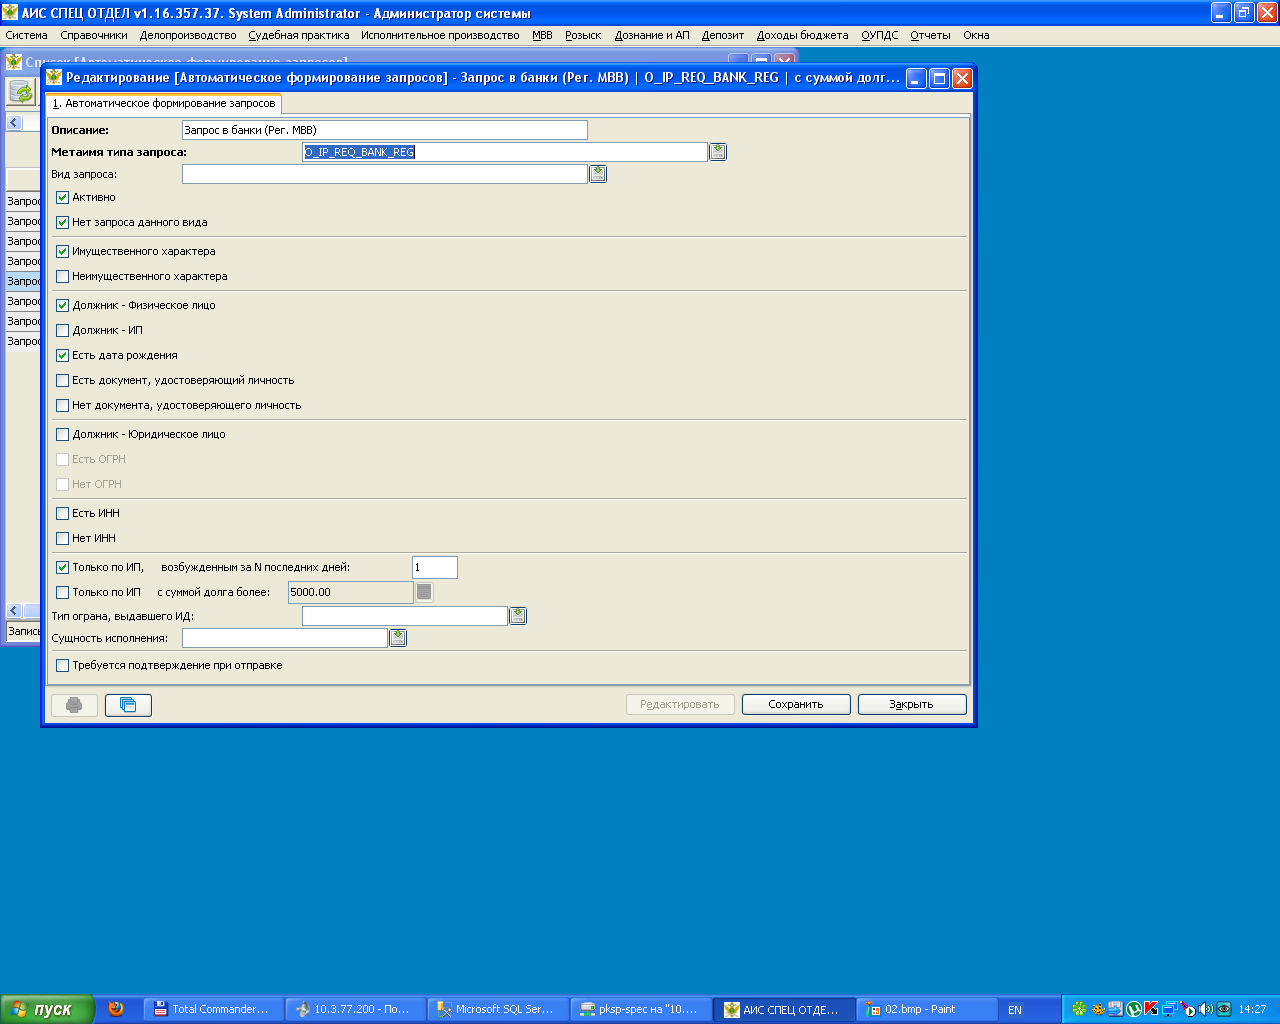 АИС СПЕЦ ОТДЕЛ v1.16.357.37. System Administrator - Администратор системы
Система Справочники Делопроизводство Судебная практика Исполнительное производство МВВ Розыск Дознание и АП Депозит Доходы бюджета ОУПДС Отчеты Окна
Список [Автоматическое формирование запросов]
Редактирование [Автоматическое формирование запросов] - Запрос в банки (Рег. МВВ) | O_IP_REQ_BANK_REG | с суммой долг...
1. Автоматическое формирование запросов
Описание: Запрос в банки (Рег. МВВ)
Метаимя типа запроса: O_IP_REQ_BANK_REG
Вид запроса:
Активно
Запрос
Нет запроса данного вида
Запрос
Запрос
Имущественного характера
Запрос
Неимущественного характера
Запрос
Должник - Физическое лицо
Запрос
Запрос
Должник - ИП
Запрос
Есть дата рождения
Есть документ, удостоверяющий личность
Нет документа, удостоверяющего личность
Должник - Юридическое лицо
Есть ОГРН
Нет ОГРН
Есть ИНН
Нет ИНН
Только по ИП, возбужденным за N последних дней: 1
Только по ИП с суммой долга более: 5000.00
Тип ограна, выдавшего ИД:
Запись
Сущность исполнения:
Требуется подтверждение при отправке
Редактировать Сохранить Закрыть
пуск Total Commander... 10.3.77.200 - По... Microsoft SQL Ser... pksp-spec на "10.... АИС СПЕЦ ОТДЕ... 02.bmp - Paint EN 14:27